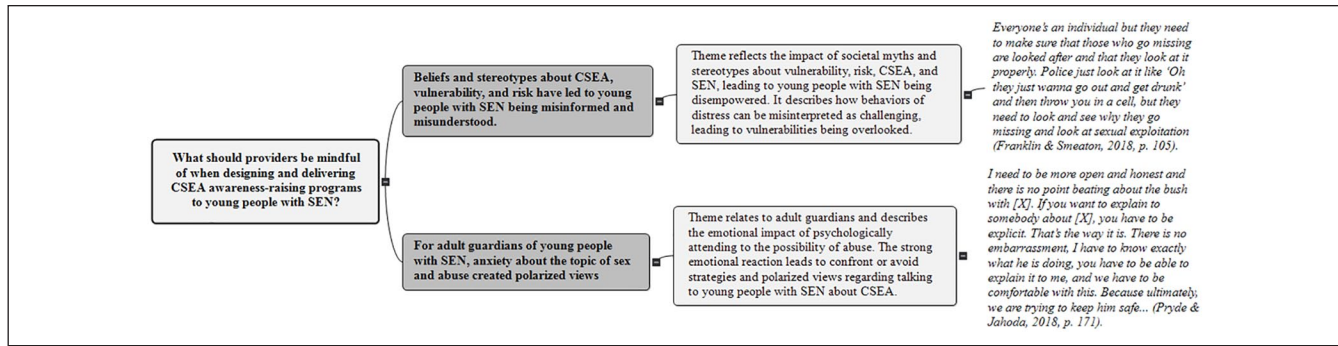 What should providers be mindful
of when designing and delivering
CSEA awareness-raising programs
to young people with SEN?
Beliefs and stereotypes about CSEA,
vulnerability, and risk have led to young
people with SEN being misinformed and
misunderstood.
Theme reflects the impact of societal myths and
stereotypes about vulnerability, risk, CSEA, and
SEN, leading to young people with SEN being
disempowered. It describes how behaviors of
distress can be misinterpreted as challenging,
leading to vulnerabilities being overlooked.
Everyone's an individual but they need
to make sure that those who go missing
are looked after and that they look at it
properly. Police just look at it like 'Oh
they just wanna go out and get drunk'
and then throw you in a cell, but they
need to look and see why they go
missing and look at sexual exploitation
(Franklin & Smeaton, 2018, p. 105).
For adult guardians of young people
with SEN, anxiety about the topic of sex
and abuse created polarized views
Theme relates to adult guardians and describes
the emotional impact of psychologically
attending to the possibility of abuse. The strong
emotional reaction leads to confront or avoid
strategies and polarized views regarding talking
to young people with SEN about CSEA.
I need to be more open and honest and
there is no point beating about the bush
with [X]. If you want to explain to
somebody about [X], you have to be
explicit. That's the way it is. There is no
embarrassment, I have to know exactly
what he is doing, you have to be able to
explain it to me, and we have to be
comfortable with this. Because ultimately,
we are trying to keep him safe... (Pryde &
Jahoda, 2018, p. 171).